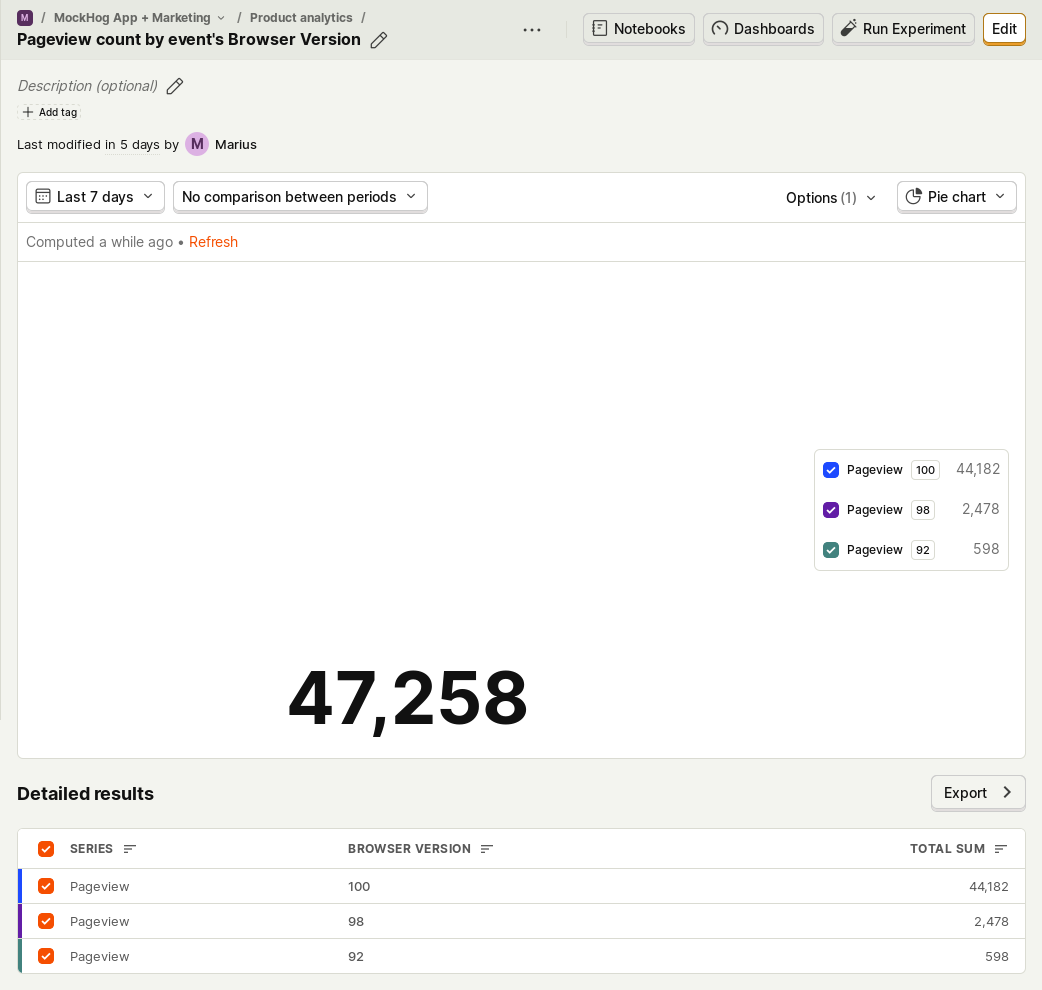 M / MockHog App + Marketing / Product analytics /
Pageview count by event's Browser Version
Notebooks
Dashboards
Run Experiment
Edit
Description (optional)
Add tag
Last modified in 5 days by M Marius
Last 7 days
No comparison between periods
Options (1)
Pie chart
Computed a while ago • Refresh
Pageview 100 44,182
Pageview 98 2,478
Pageview 92 598
47,258
Detailed results
Export
SERIES BROWSER VERSION TOTAL SUM
Pageview 100 44,182
Pageview 98 2,478
Pageview 92 598